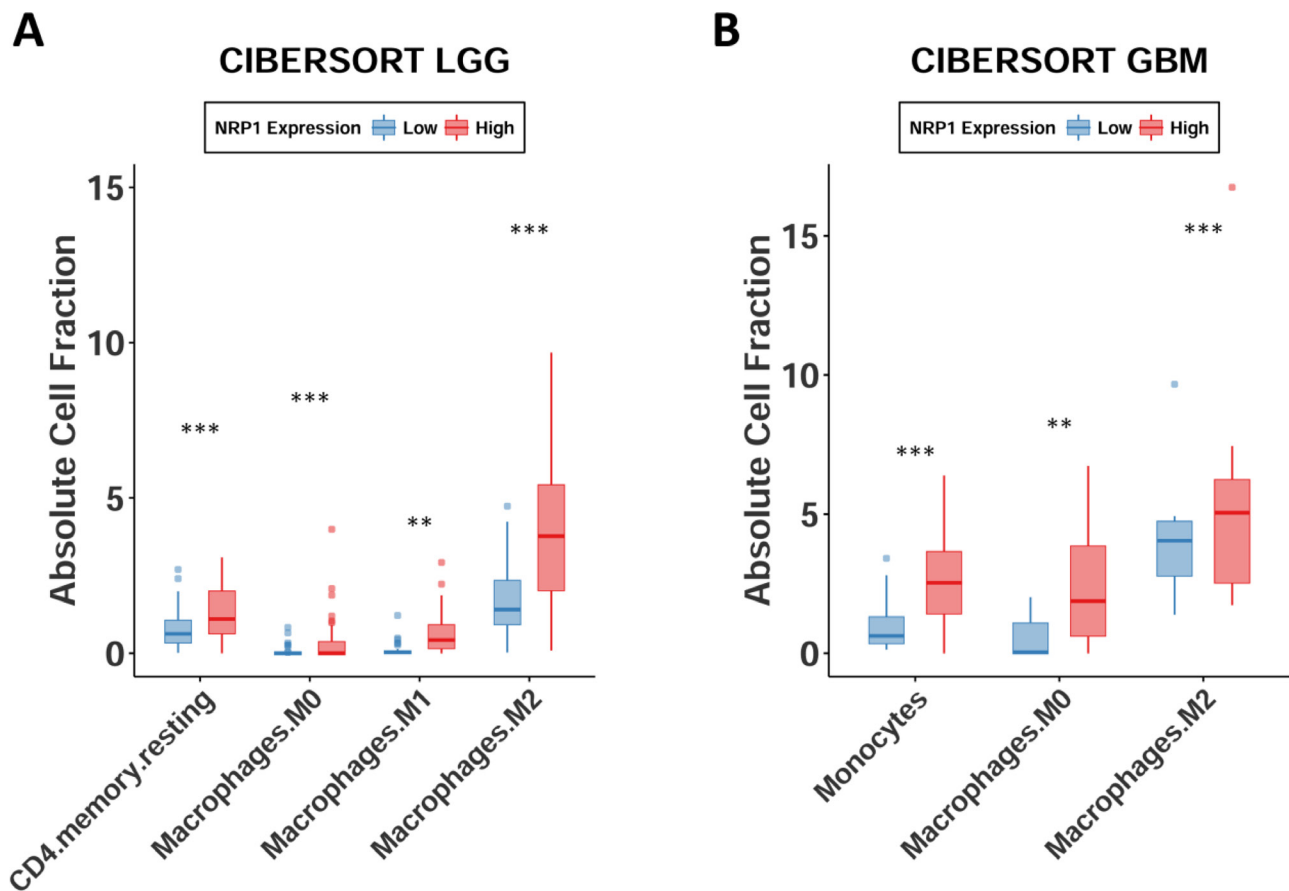 A
CIBERSORT LGG
NRP1 Expression Low High
Absolute Cell Fraction
15
10
5
0
***
***
**
***
CD4.memory.resting
Macrophages.M0
Macrophages.M1
Macrophages.M2
B
CIBERSORT GBM
NRP1 Expression Low High
Absolute Cell Fraction
15
10
5
0
***
**
***
Monocytes
Macrophages.M0
Macrophages.M2